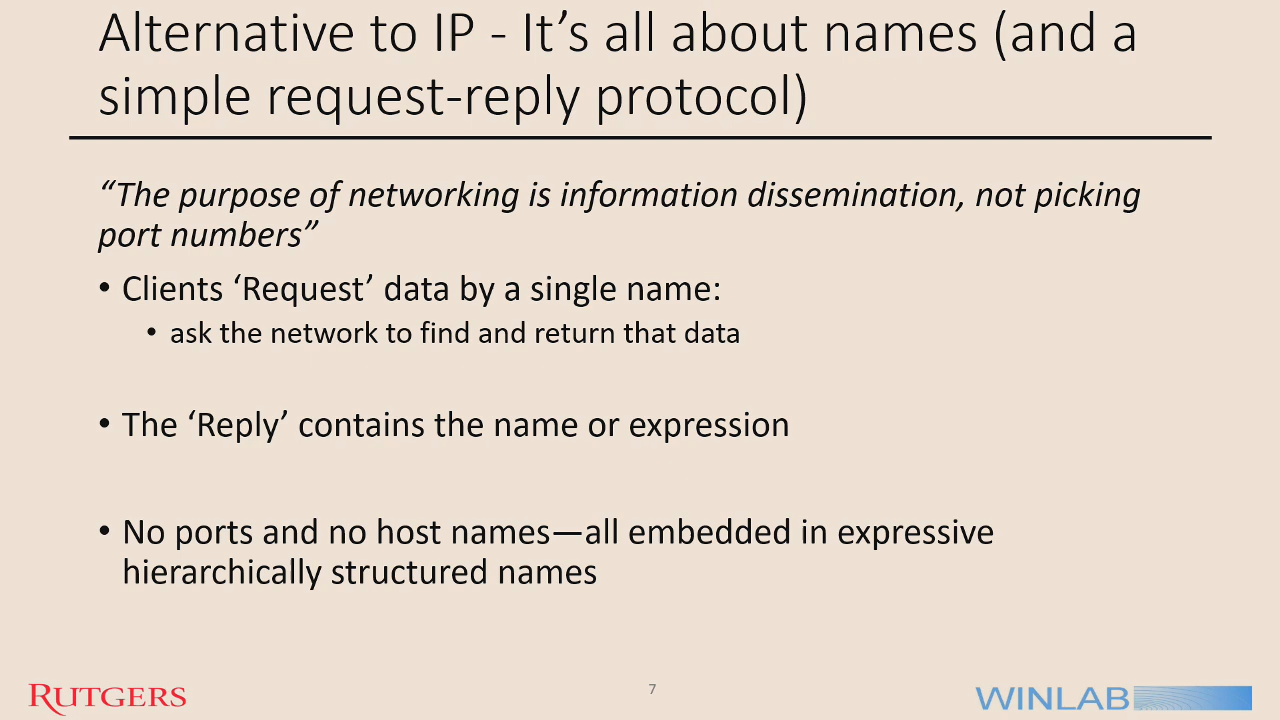 Alternative to IP - It’s all about names (and a
simple request-reply protocol)
“The purpose of networking is information dissemination, not picking
port numbers”
• Clients ‘Request’ data by a single name:
• ask the network to find and return that data
• The ‘Reply’ contains the name or expression
• No ports and no host names—all embedded in expressive
hierarchically structured names
RUTGERS
7
WINLAB